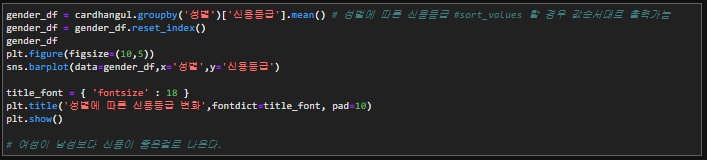 gender_df = cardhangul.groupby('성별')['신용등급'].mean() # 성별에 따른 신용등급 #sort_values 할 경우 값순서대로 출력가능
gender_df = gender_df.reset_index()
gender_df
plt.figure(figsize=(10,5))
sns.barplot(data=gender_df,x='성별',y='신용등급')
title_font = { 'fontsize' : 18 }
plt.title('성별에 따른 신용등급 변화',fontdict=title_font, pad=10)
plt.show()
# 여성이 남성보다 신용이 좋은걸로 나온다.